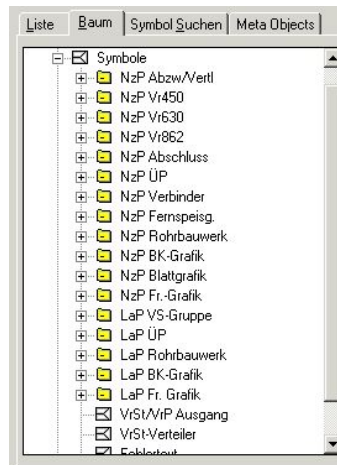 Liste Baum Symbol Suchen Meta Objects
Symbole
NzP Abzw/Vertl
NzP Vr450
NzP Vr630
NzP Vr862
NzP Abschluss
NzP ÜP
NzP Verbinder
NzP Fernspeisg.
NzP Rohrbauwerk
NzP BK-Grafik
NzP Blattgrafik
NzP Fr.-Grafik
LaP VS-Gruppe
LaP ÜP
LaP Rohrbauwerk
LaP BK-Grafik
LaP Fr. Grafik
VrSt/VrP Ausgang
VrSt-Verteiler